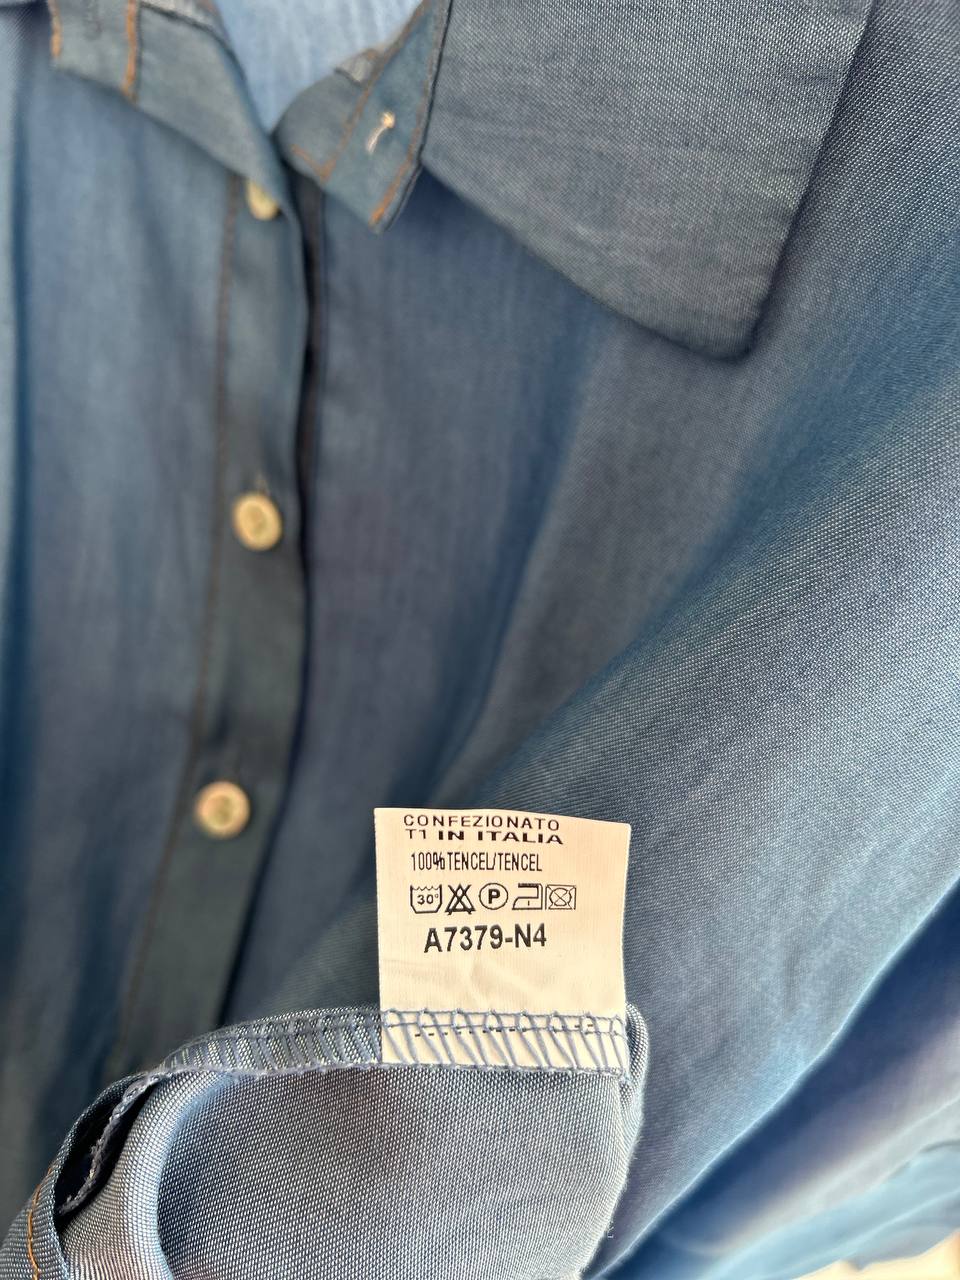 CONFEZIONATO
T1 IN ITALIA
100%TENCEL/TENCEL
30° P
A7379-N4